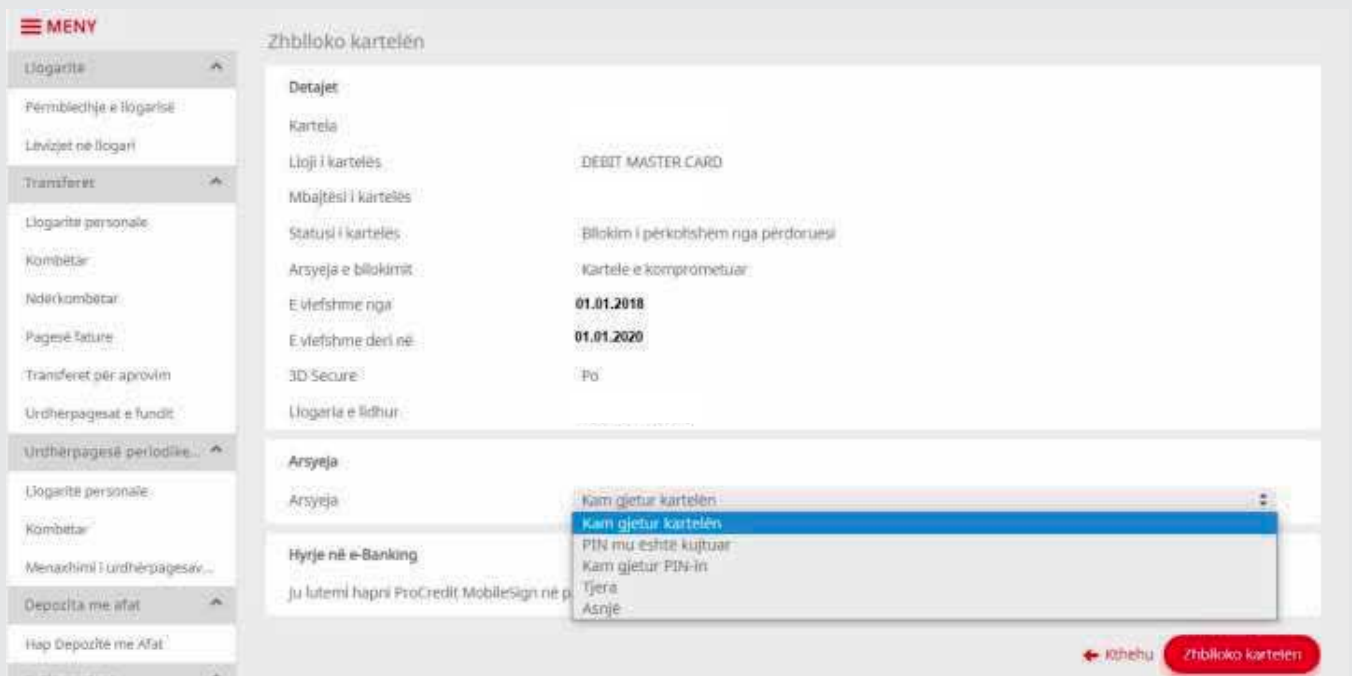 MENY
Llogaritë
Përmbledhje e llogarisë
Lëvizjet në llogari
Transferet
Llogaritë personale
Kombëtar
Ndërkombëtar
Pagesë fature
Transferet për aprovim
Urdhërpagesat e fundit
Urdhërpagesë periodike...
Llogaritë personale
Kombëtar
Menaxhimi i urdhërpagesav...
Depozita me afat
Hap Depozitë me Afat
Zhblloko kartelën
Detajet
Kartela
Lloji i kartelës DEBIT MASTER CARD
Mbajtësi i kartelës
Statusi i kartelës Bllokim i përkohshëm nga përdoruesi
Arsyeja e bllokimit Kartelë e komprometuar
E vlefshme nga 01.01.2018
E vlefshme deri në 01.01.2020
3D Secure Po
Llogaria e lidhur
Arsyeja
Arsyeja Kam gjetur kartelën
Kam gjetur kartelën
PIN mu është kujtuar
Kam gjetur PIN-in
Tjera
Asnjë
Hyrje në e-Banking
Ju lutemi hapni ProCredit MobileSign në p
Kthehu Zhblloko kartelën